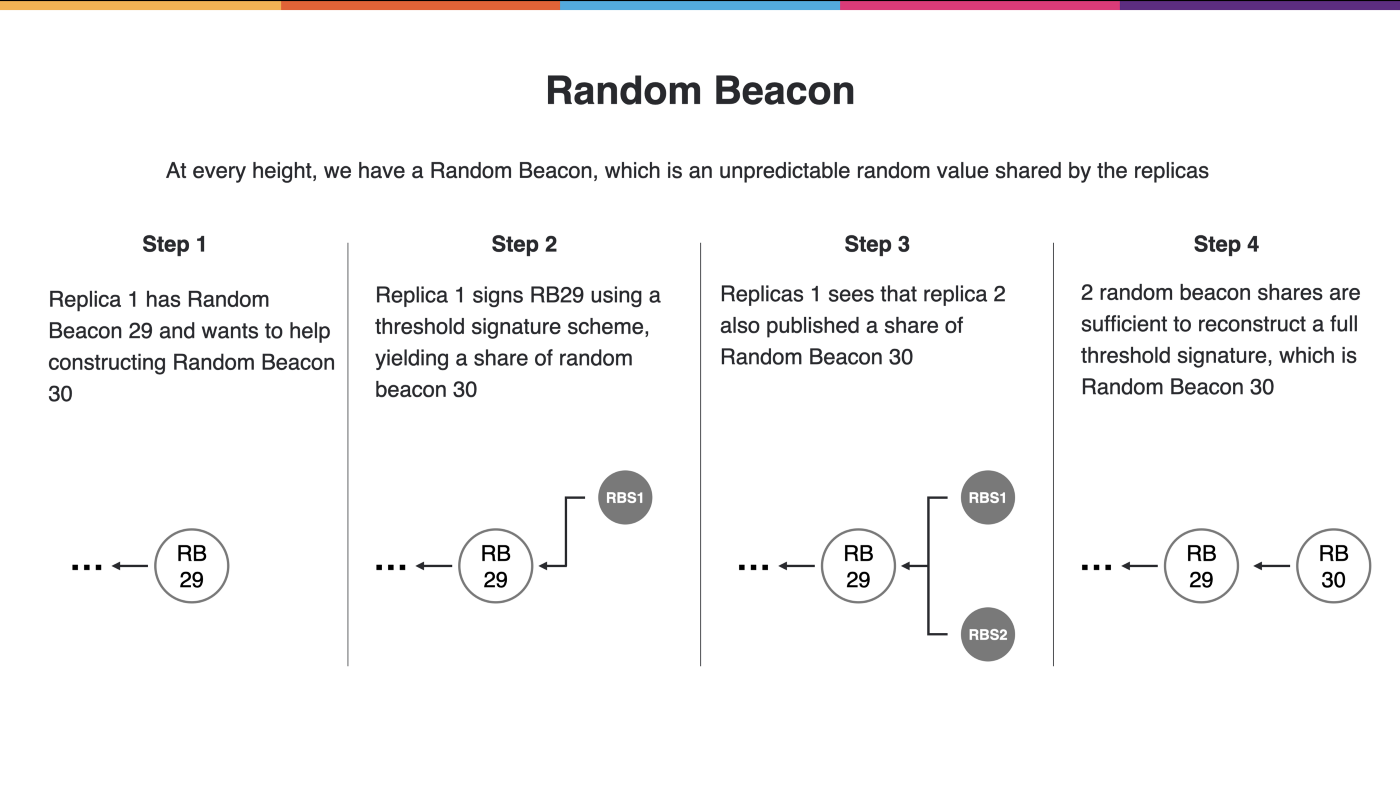 Random Beacon
At every height, we have a Random Beacon, which is an unpredictable random value shared by the replicas
Step 1
Replica 1 has Random
Beacon 29 and wants to help
constructing Random Beacon
30
... RB
29
Step 2
Replica 1 signs RB29 using a
threshold signature scheme,
yielding a share of random
beacon 30
RBS1
... RB
29
Step 3
Replicas 1 sees that replica 2
also published a share of
Random Beacon 30
RBS1
... RB
29
RBS2
Step 4
2 random beacon shares are
sufficient to reconstruct a full
threshold signature, which is
Random Beacon 30
... RB
29
RB
30